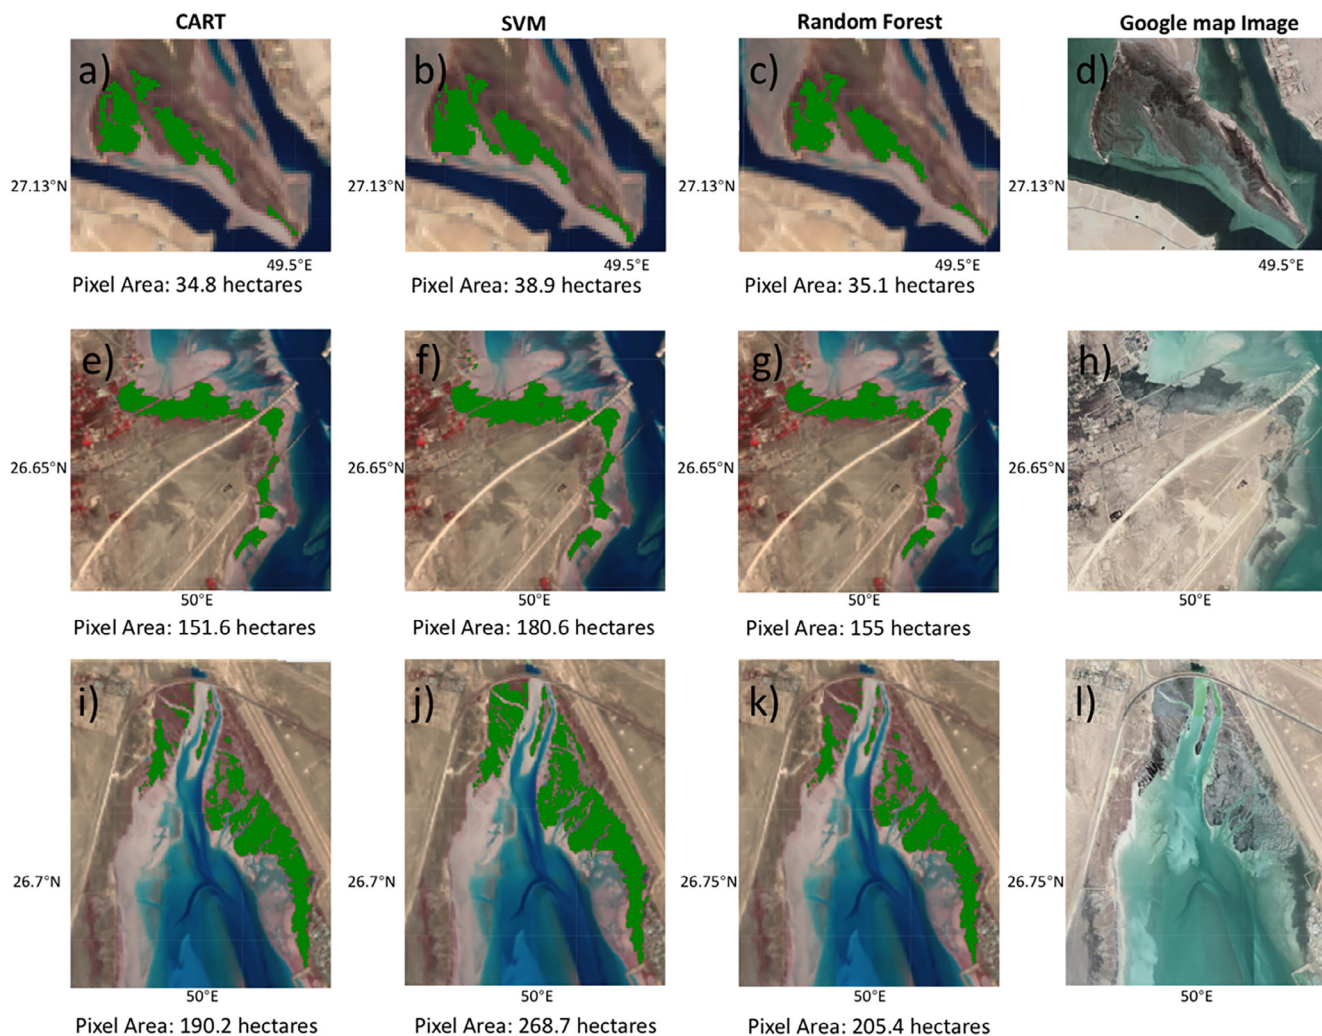 CART SVM Random Forest Google map Image
a) b) c) d)
27.13°N 27.13°N 27.13°N
49.5°E 49.5°E 49.5°E 49.5°E
Pixel Area: 34.8 hectares Pixel Area: 38.9 hectares Pixel Area: 35.1 hectares
e) f) g) h)
26.65°N 26.65°N 26.65°N 26.65°N
50°E 50°E 50°E 50°E
Pixel Area: 151.6 hectares Pixel Area: 180.6 hectares Pixel Area: 155 hectares
i) j) k) l)
26.7°N 26.7°N 26.75°N 26.75°N
50°E 50°E 50°E 50°E
Pixel Area: 190.2 hectares Pixel Area: 268.7 hectares Pixel Area: 205.4 hectares